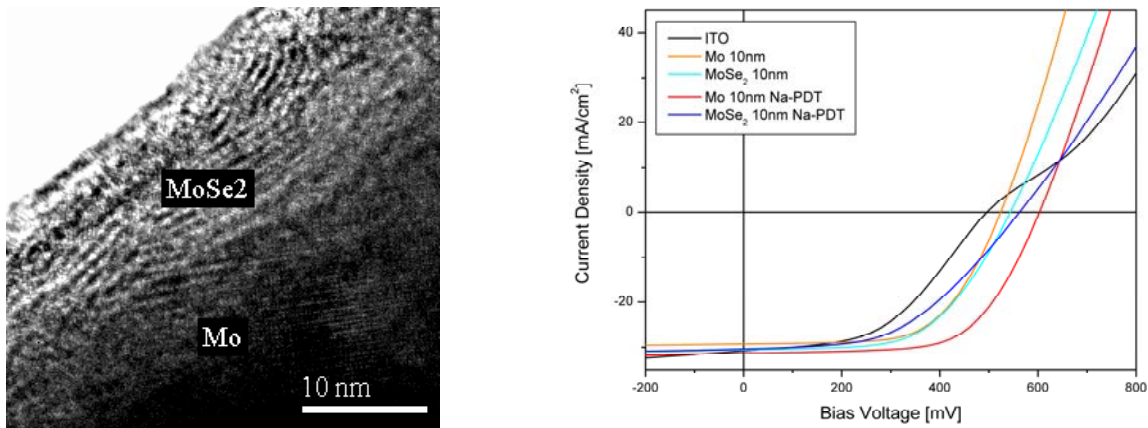 MoSe2
Mo
10 nm
ITO
Mo 10nm
MoSe₂ 10nm
Mo 10nm Na-PDT
MoSe₂ 10nm Na-PDT
Current Density [mA/cm²]
40
20
0
-20
-200
0
200
400
600
800
Bias Voltage [mV]